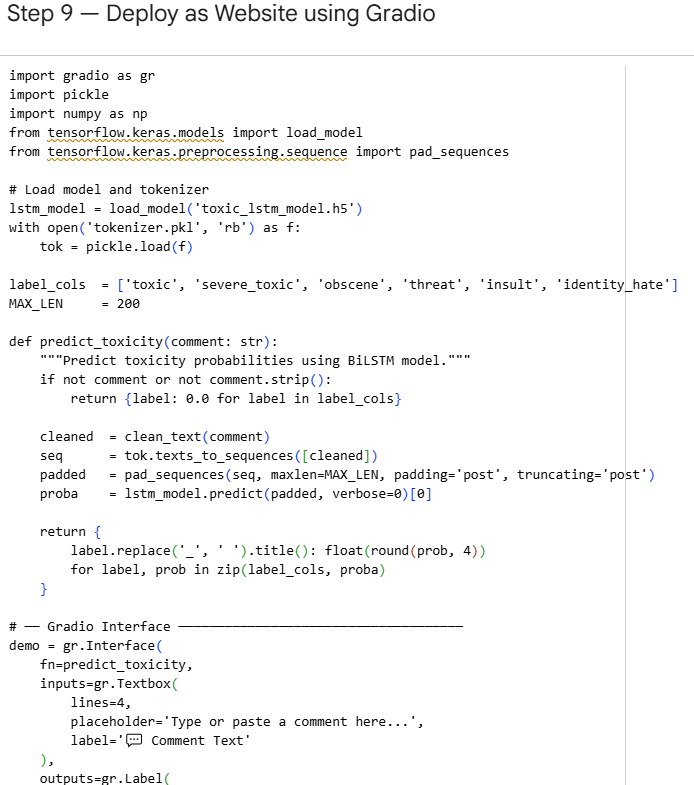 Step 9 — Deploy as Website using Gradio
import gradio as gr
import pickle
import numpy as np
from tensorflow.keras.models import load_model
from tensorflow.keras.preprocessing.sequence import pad_sequences
# Load model and tokenizer
lstm_model = load_model('toxic_lstm_model.h5')
with open('tokenizer.pkl', 'rb') as f:
    tok = pickle.load(f)
label_cols  = ['toxic', 'severe_toxic', 'obscene', 'threat', 'insult', 'identity_hate']
MAX_LEN     = 200
def predict_toxicity(comment: str):
    """Predict toxicity probabilities using BiLSTM model."""
    if not comment or not comment.strip():
        return {label: 0.0 for label in label_cols}
    cleaned  = clean_text(comment)
    seq      = tok.texts_to_sequences([cleaned])
    padded   = pad_sequences(seq, maxlen=MAX_LEN, padding='post', truncating='post')
    proba    = lstm_model.predict(padded, verbose=0)[0]
    return {
        label.replace('_', ' ').title(): float(round(prob, 4))
        for label, prob in zip(label_cols, proba)
    }
# ── Gradio Interface ─────────────────────────────────────
demo = gr.Interface(
    fn=predict_toxicity,
    inputs=gr.Textbox(
        lines=4,
        placeholder='Type or paste a comment here...',
        label='💬 Comment Text'
    ),
    outputs=gr.Label(